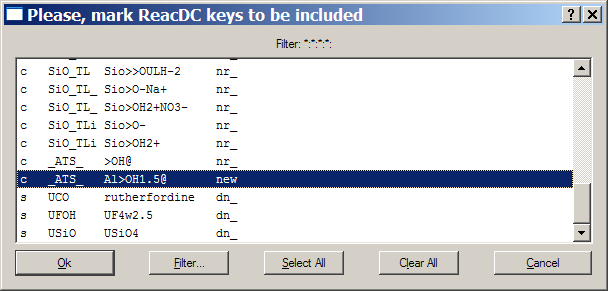 Please, mark ReacDC keys to be included
Filter: *:*:*:*:
c SiO_TL Sio>>OULH-2 nr_
c SiO_TL_ Sio>O-Na+ nr_
c SiO_TL_ Sio>OH2+NO3- nr_
c SiO_TLi Sio>O- nr_
c SiO_TLi Sio>OH2+ nr_
c _ATS_ >OH@ nr_
c _ATS_ Al>OH1.5@ new
s UCO rutherfordine dn_
s UFOH UF4w2.5 dn_
s USiO USiO4 dn_
Ok Filter... Select All Clear All Cancel